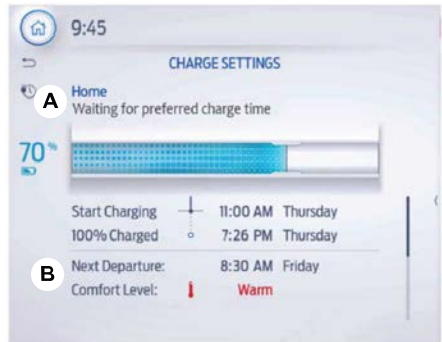 9:45
CHARGE SETTINGS
A
Home
Waiting for preferred charge time
70%
Start Charging 11:00 AM Thursday
100% Charged 7:26 PM Thursday
B
Next Departure: 8:30 AM Friday
Comfort Level: Warm